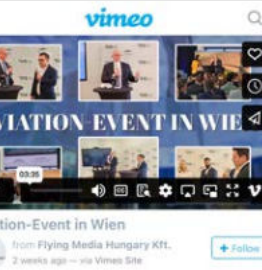 vimeo
VIATION-EVENT IN WIE
03:35
CC
tion-Event in Wien
from Flying Media Hungary Kft.
+ Follow
2 weeks ago — via Vimeo Site